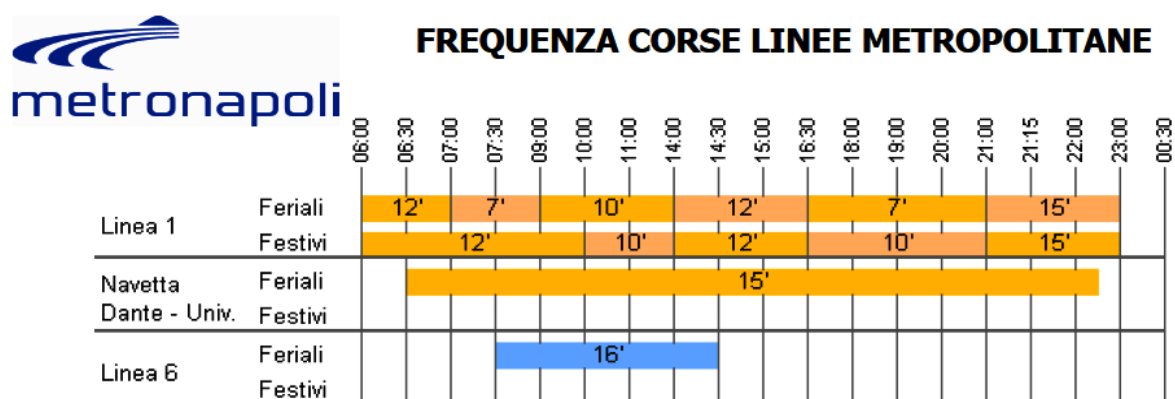 FREQUENZA CORSE LINEE METROPOLITANE
metronapoli
06:00 06:30 07:00 07:30 09:00 10:00 11:00 14:00 14:30 15:00 16:30 18:00 19:00 20:00 21:00 21:15 22:00 23:00 00:30
Linea 1
Feriali 12' 7' 10' 12' 7' 15'
Festivi 12' 10' 12' 10' 15'
Navetta
Dante - Univ.
Feriali 15'
Festivi
Linea 6
Feriali 16'
Festivi